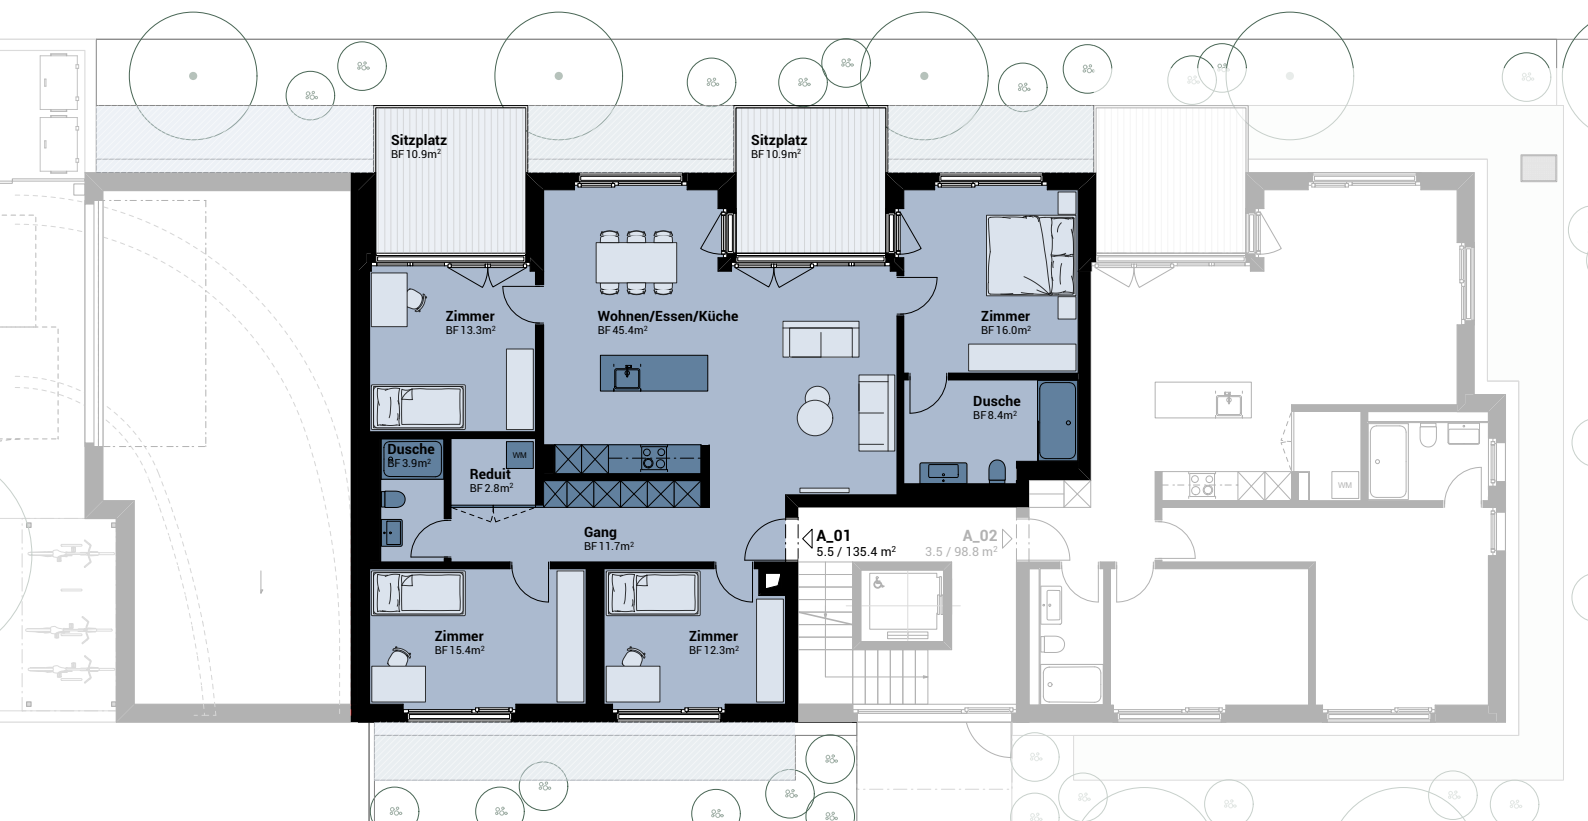 Sitzplatz
BF 10.9m²
Sitzplatz
BF 10.9m²
Zimmer
BF 13.3m²
Wohnen/Essen/Küche
BF 45.4m²
Zimmer
BF 16.0m²
Dusche
BF 8.4m²
Dusche
BF 3.9m²
Reduit
BF 2.8m²
WM
WM
Gang
BF 11.7m²
A_01
5.5 / 135.4 m²
A_02
3.5 / 98.8 m²
Zimmer
BF 15.4m²
Zimmer
BF 12.3m²